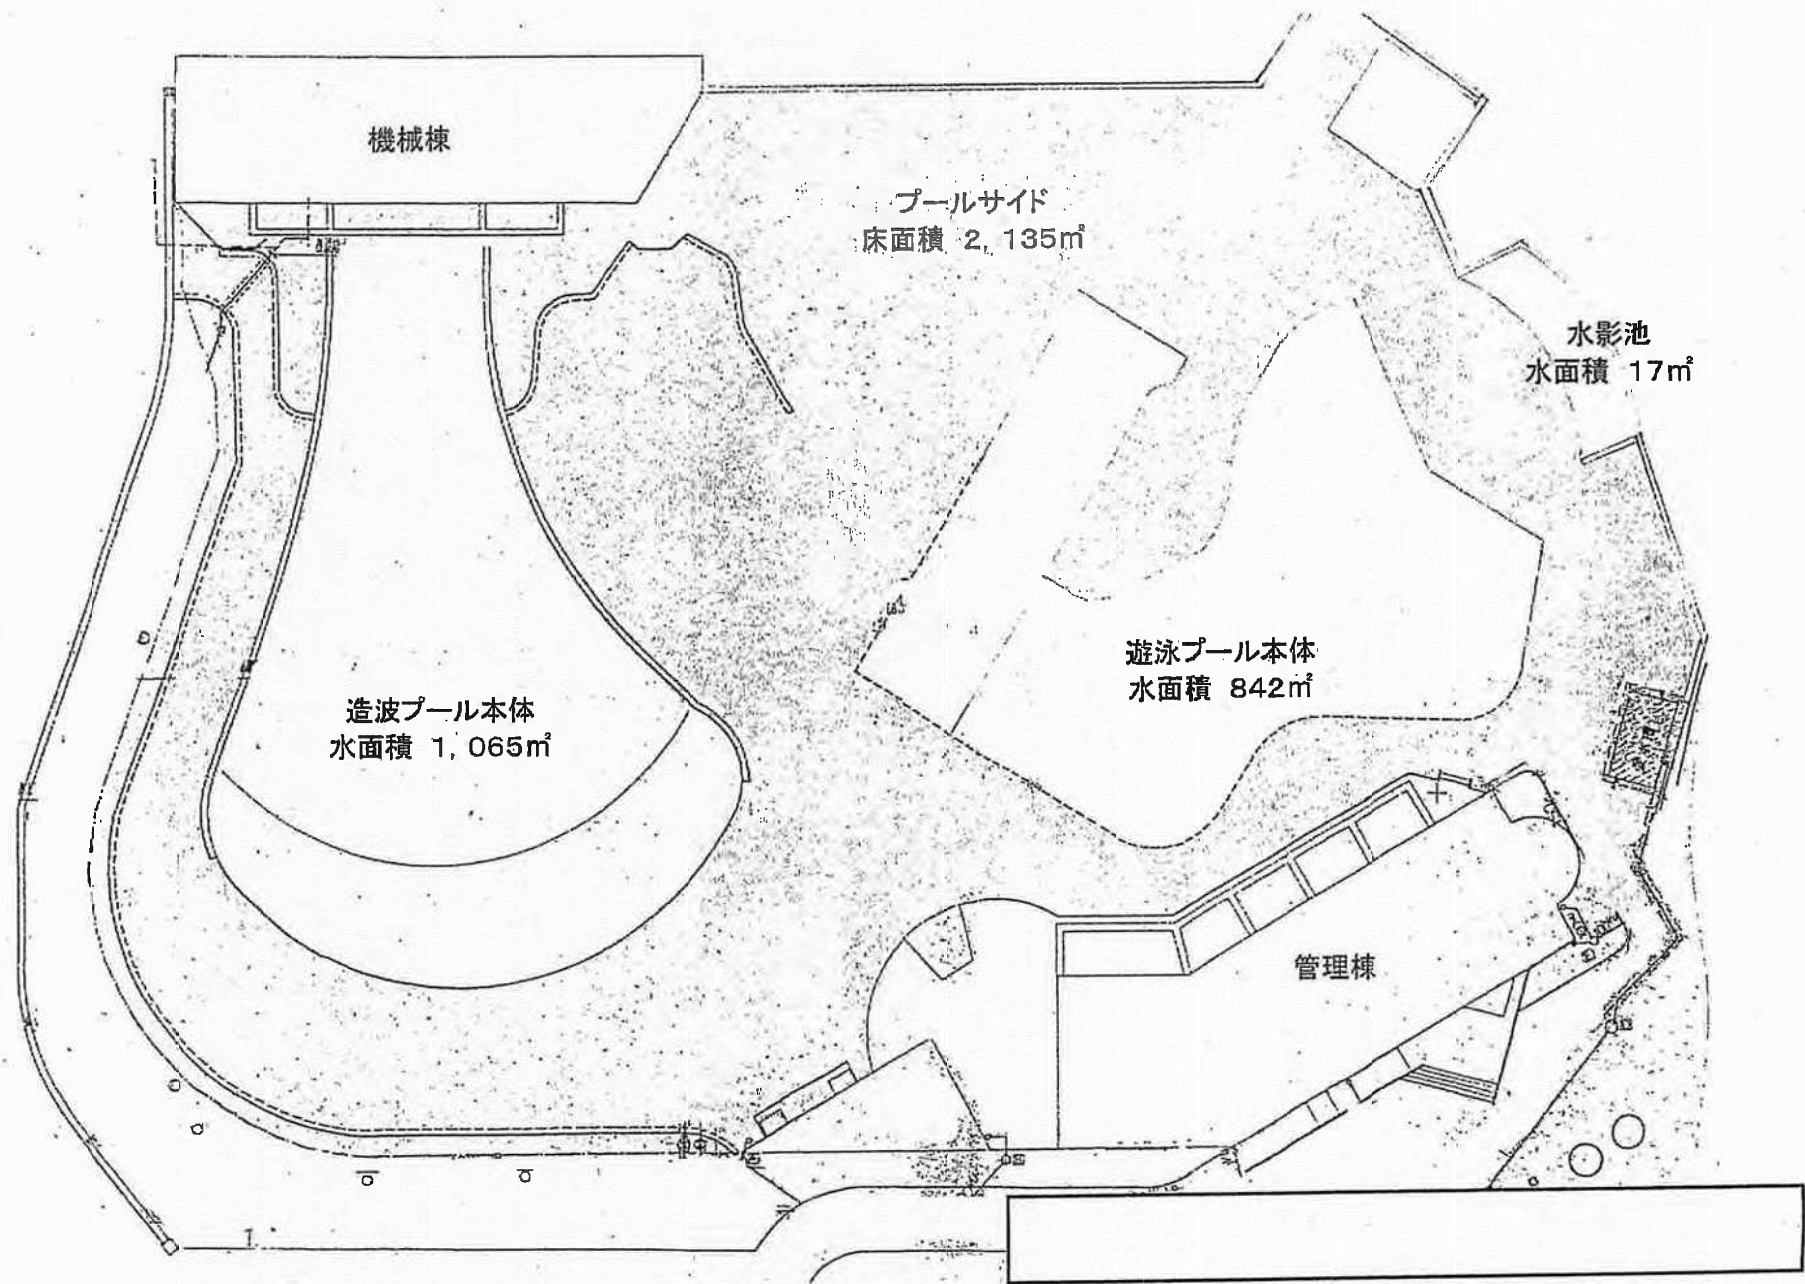 機械棟
プールサイド
床面積 2,135㎡
水影池
水面積 17㎡
遊泳プール本体
水面積 842㎡
造波プール本体
水面積 1,065㎡
管理棟